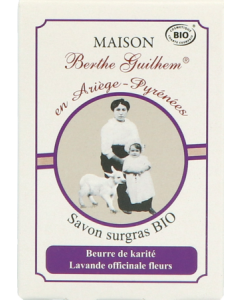 BIO
MAISON
Berthe Guilhem®
en Ariège-Pyrénées
Savon surgras BIO
Beurre de karité
Lavande officinale fleurs